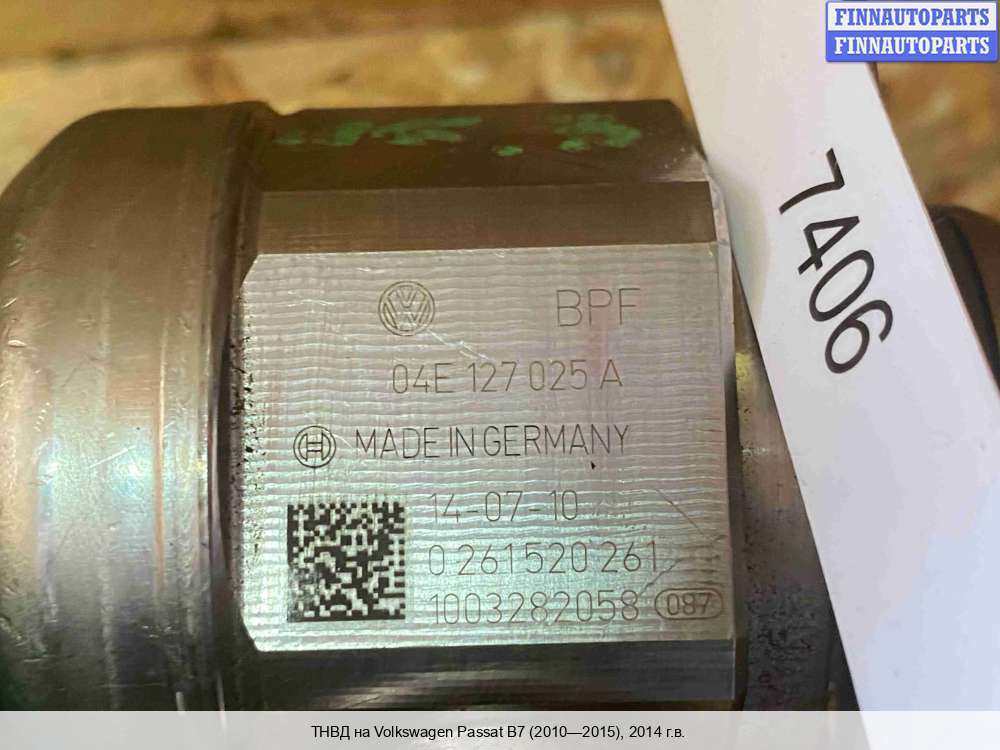 FINNAUTOPARTS
FINNAUTOPARTS
7406
BPF
04E 127 025 A
MADE IN GERMANY
14-07-10
0 261 520 261
1003282058 087
ТНВД на Volkswagen Passat B7 (2010—2015), 2014 г.в.